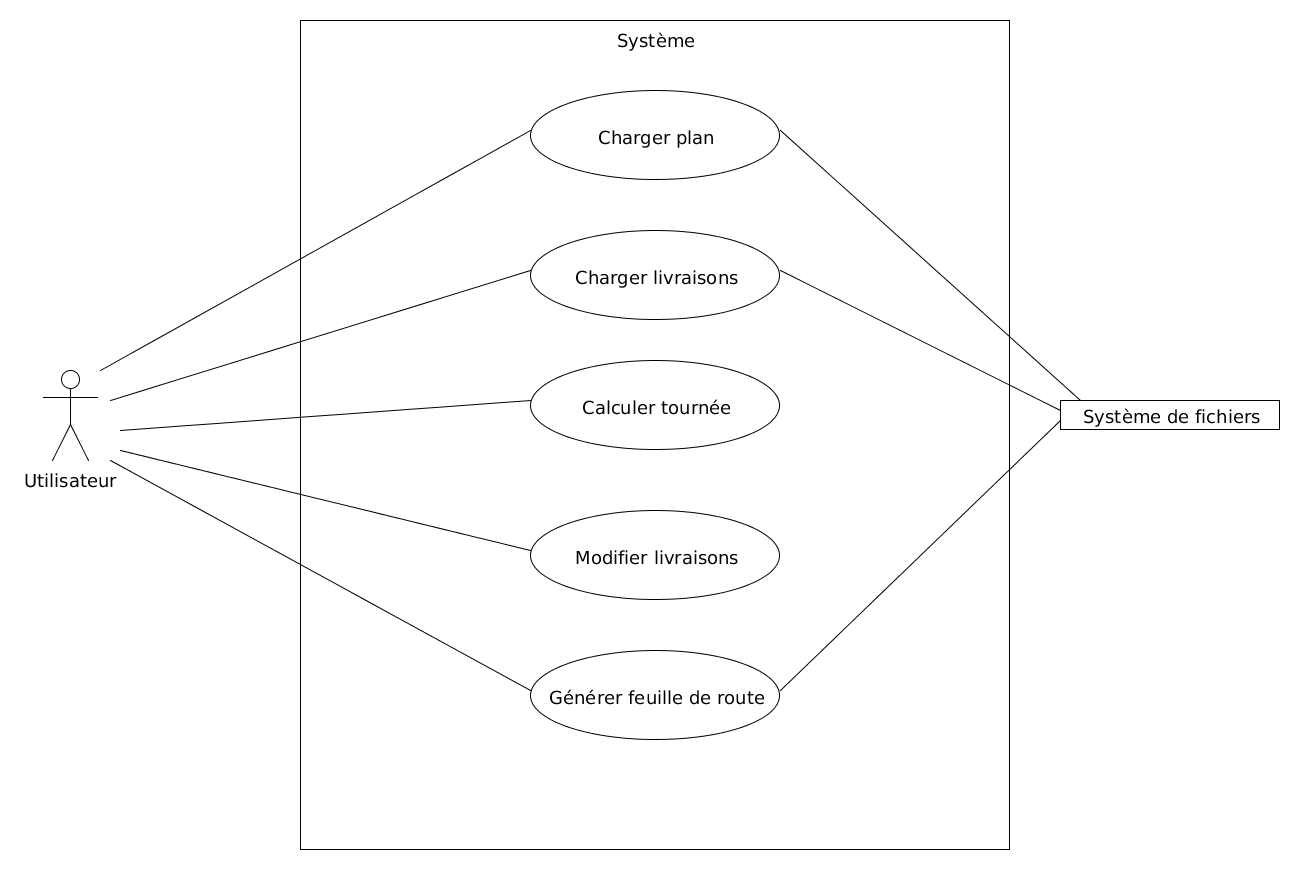 Système
Charger plan
Charger livraisons
Calculer tournée
Système de fichiers
Utilisateur
Modifier livraisons
Générer feuille de route